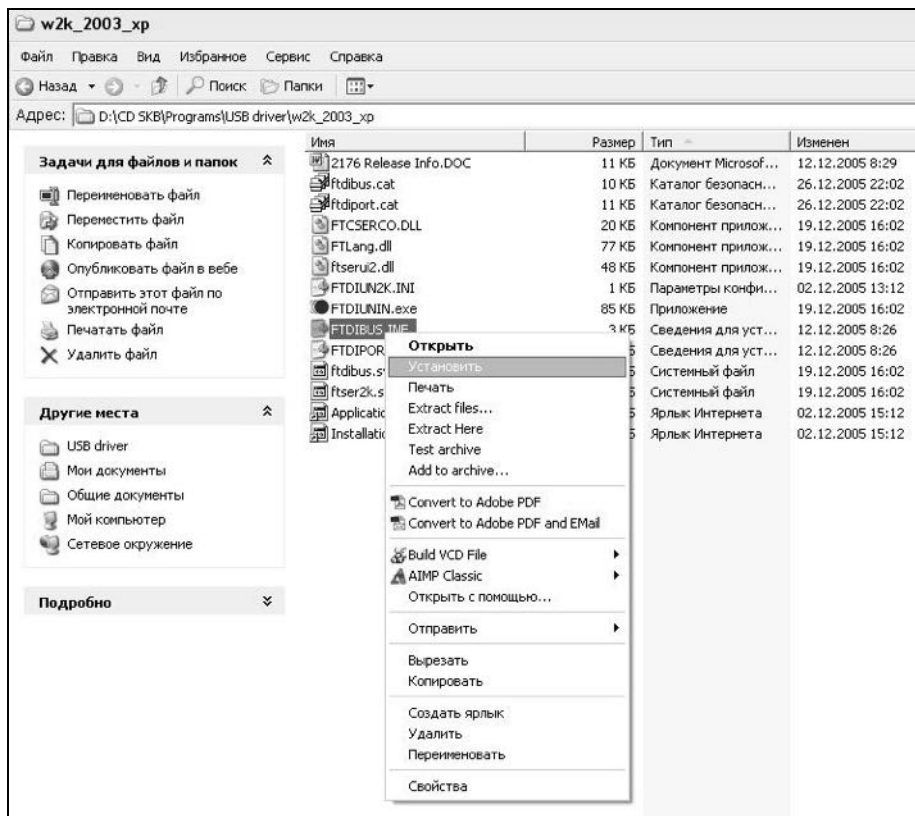 w2k_2003_xp
Файл Правка Вид Избранное Сервис Справка
Назад Поиск Папки
Адрес: D:\CD SKB\Programs\USB driver\w2k_2003_xp
Задачи для файлов и папок
Переименовать файл
Переместить файл
Копировать файл
Опубликовать файл в вебе
Отправить этот файл по
электронной почте
Печатать файл
Удалить файл
Другие места
USB driver
Мои документы
Общие документы
Мой компьютер
Сетевое окружение
Подробно
Имя Размер Тип Изменен
2176 Release Info.DOC 11 КБ Документ Microsof... 12.12.2005 8:29
ftdibus.cat 10 КБ Каталог безопасн... 26.12.2005 22:02
ftdiport.cat 11 КБ Каталог безопасн... 26.12.2005 22:02
FTCSERCO.DLL 20 КБ Компонент прилож... 19.12.2005 16:02
FTLang.dll 77 КБ Компонент прилож... 19.12.2005 16:02
ftserui2.dll 48 КБ Компонент прилож... 19.12.2005 16:02
FTDIUN2K.INI 1 КБ Параметры конфи... 02.12.2005 13:12
FTDIUNIN.exe 85 КБ Приложение 19.12.2005 16:02
FTDIBUS.INF 3 КБ Сведения для уст... 12.12.2005 8:26
FTDIPOR Сведения для уст... 12.12.2005 8:26
ftdibus.s Системный файл 19.12.2005 16:02
ftser2k.s Системный файл 19.12.2005 16:02
Applicatio Ярлык Интернета 02.12.2005 15:12
Installatio Ярлык Интернета 02.12.2005 15:12
Открыть
Установить
Печать
Extract files...
Extract Here
Test archive
Add to archive...
Convert to Adobe PDF
Convert to Adobe PDF and EMail
Build VCD File
AIMP Classic
Открыть с помощью...
Отправить
Вырезать
Копировать
Создать ярлык
Удалить
Переименовать
Свойства